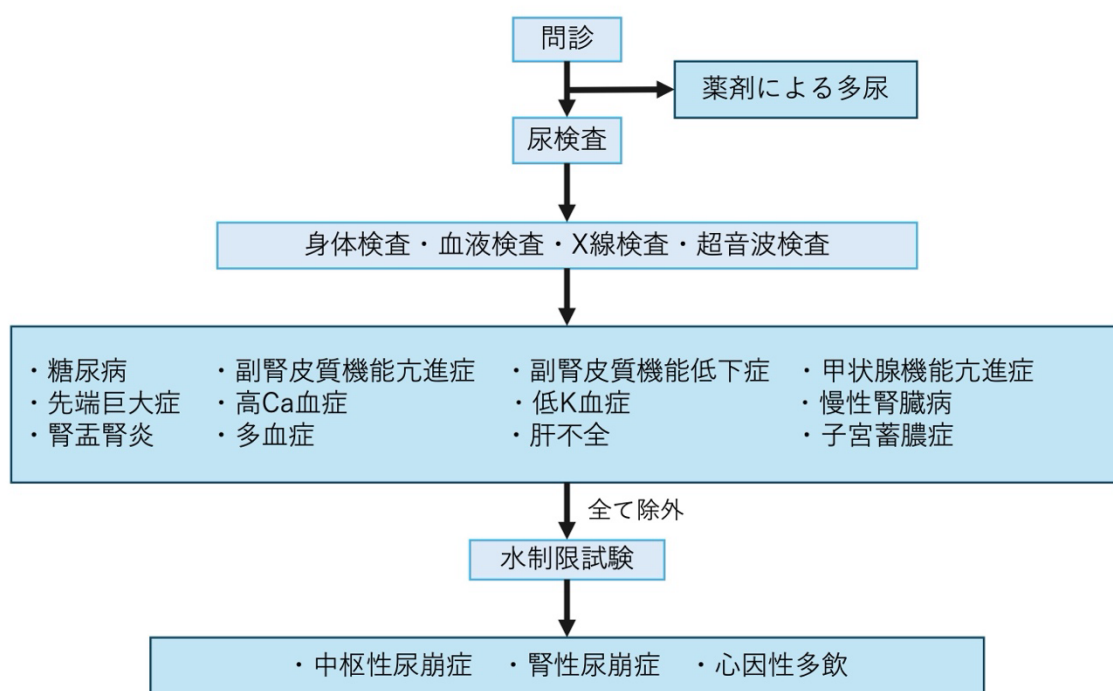 問診
薬剤による多尿
尿検査
身体検査・血液検査・X線検査・超音波検査
・糖尿病 ・副腎皮質機能亢進症 ・副腎皮質機能低下症 ・甲状腺機能亢進症
・先端巨大症 ・高Ca血症 ・低K血症 ・慢性腎臓病
・腎盂腎炎 ・多血症 ・肝不全 ・子宮蓄膿症
全て除外
水制限試験
・中枢性尿崩症 ・腎性尿崩症 ・心因性多飲